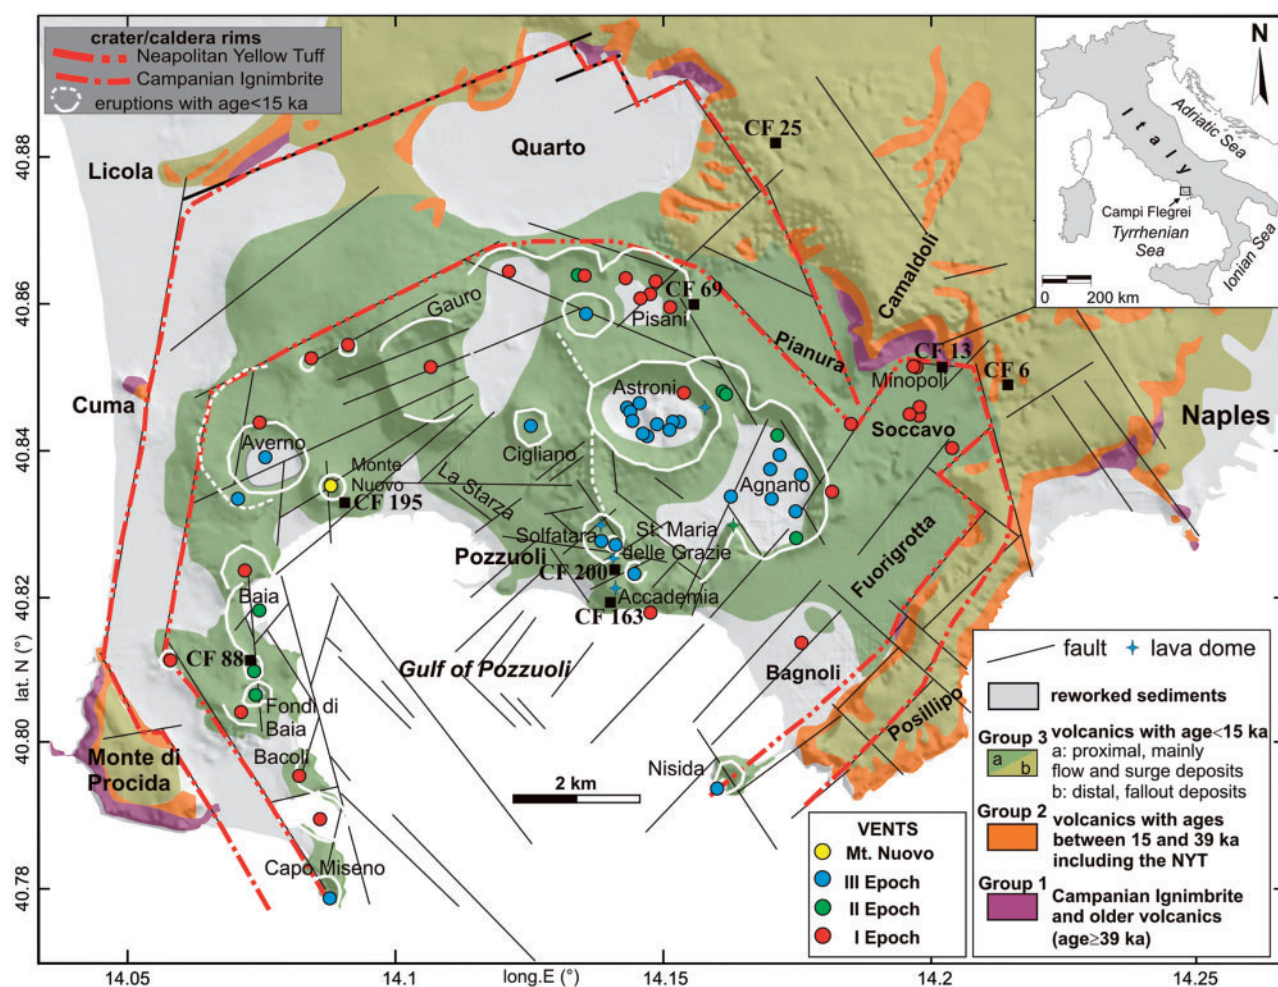 crater/caldera rims
Neapolitan Yellow Tuff
Campanian Ignimbrite
eruptions with age<15 ka
N
Italy
Adriatic Sea
Campi Flegrei
Tyrrhenian
Sea
Ionian Sea
0 200 km
40.88
40.86
40.84
40.82
40.80
40.78
lat. N (°)
Licola
Quarto
CF 25
Camaldoli
CF 69
Gauro
Pisani
Pianura
CF 13
Minopoli
CF 6
Cuma
Astroni
Soccavo
Naples
Averno
Cigliano
Monte
Nuovo
La Starza
Agnano
CF 195
Solfatara
St. Maria
delle Grazie
Pozzuoli
Fuorigrotta
CF 200
Baia
Accademia
CF 163
CF 88
Gulf of Pozzuoli
Bagnoli
Fondi di
Baia
Posillipo
Monte di
Procida
Bacoli
Nisida
2 km
Capo Miseno
VENTS
Mt. Nuovo
III Epoch
II Epoch
I Epoch
fault
lava dome
reworked sediments
Group 3
a
b
volcanics with age<15 ka
a: proximal, mainly
flow and surge deposits
b: distal, fallout deposits
Group 2
volcanics with ages
between 15 and 39 ka
including the NYT
Group 1
Campanian Ignimbrite
and older volcanics
(age≥39 ka)
14.05
14.1
long.E (°)
14.15
14.2
14.25